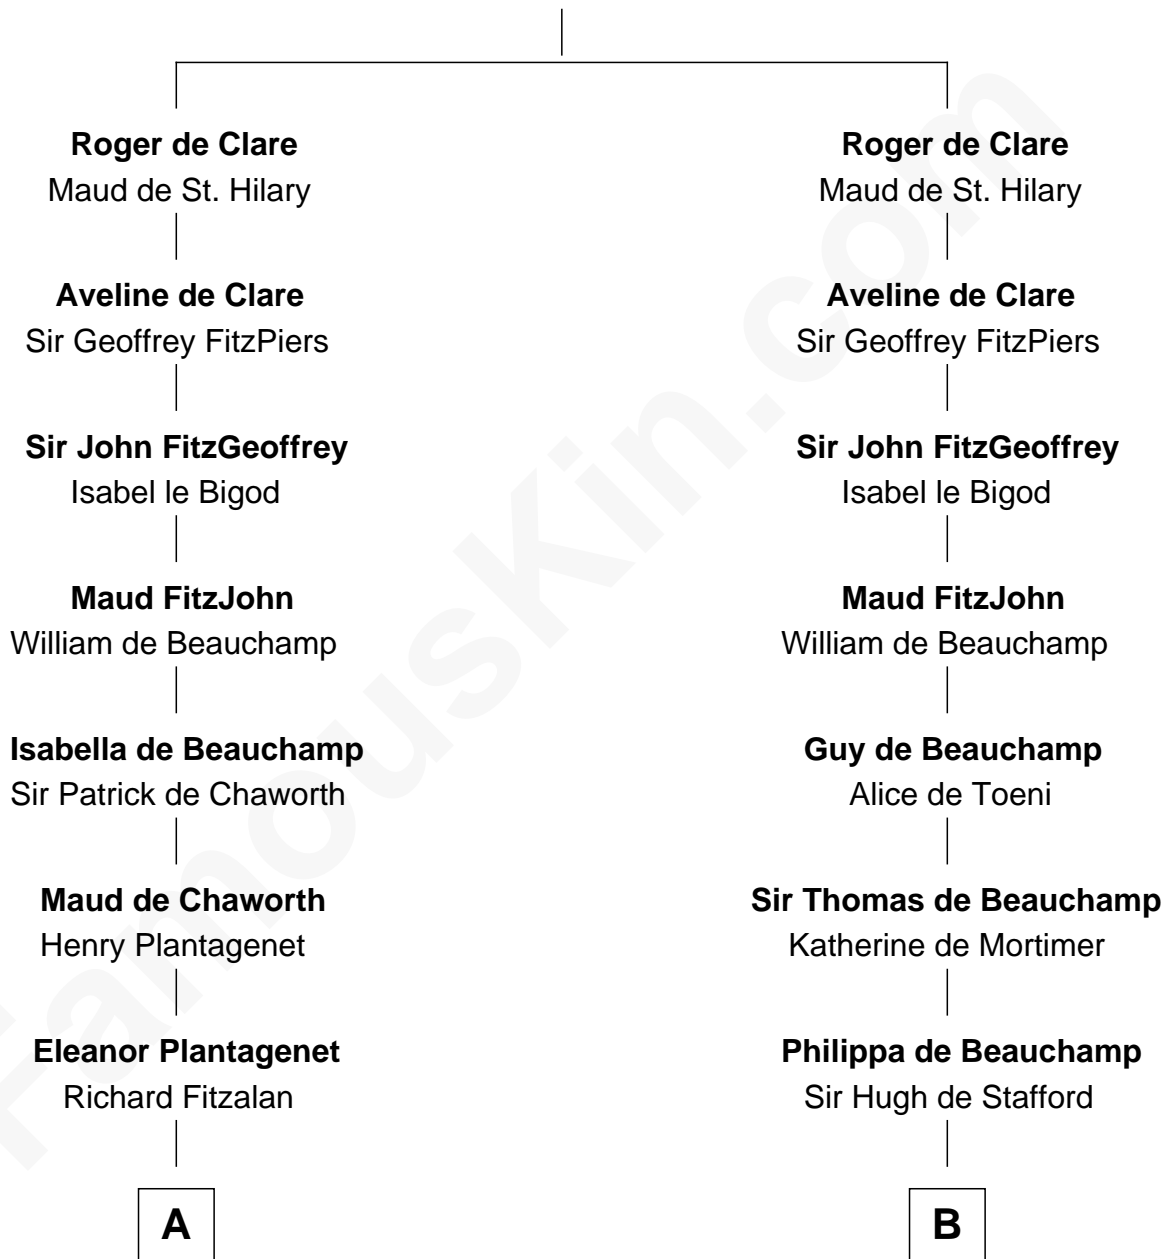 Roger de Clare
Maud de St. Hilary
Aveline de Clare
Sir Geoffrey FitzPiers
Sir John FitzGeoffrey
Isabel le Bigod
Maud FitzJohn
William de Beauchamp
Isabella de Beauchamp
Sir Patrick de Chaworth
Maud de Chaworth
Henry Plantagenet
Eleanor Plantagenet
Richard Fitzalan
A
Roger de Clare
Maud de St. Hilary
Aveline de Clare
Sir Geoffrey FitzPiers
Sir John FitzGeoffrey
Isabel le Bigod
Maud FitzJohn
William de Beauchamp
Guy de Beauchamp
Alice de Toeni
Sir Thomas de Beauchamp
Katherine de Mortimer
Philippa de Beauchamp
Sir Hugh de Stafford
B
FamousKin.com